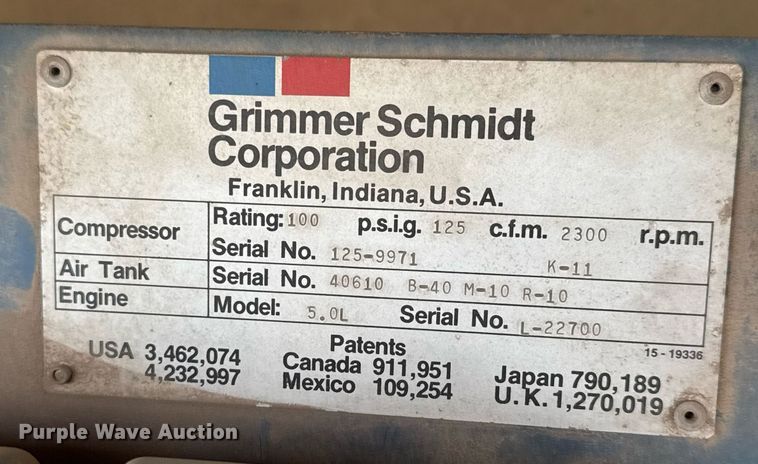 Grimmer Schmidt
Corporation
Franklin, Indiana, U.S.A.
Compressor Rating: 100 p.s.i.g. 125 c.f.m. 2300 r.p.m.
Serial No. 125-9971 K-11
Air Tank Serial No. 40610 B-40 M-10 R-10
Engine Model: 5.0L Serial No. L-22700
15-19336
Patents
USA 3,462,074 Canada 911,951 Japan 790,189
4,232,997 Mexico 109,254 U.K. 1,270,019
Purple Wave Auction